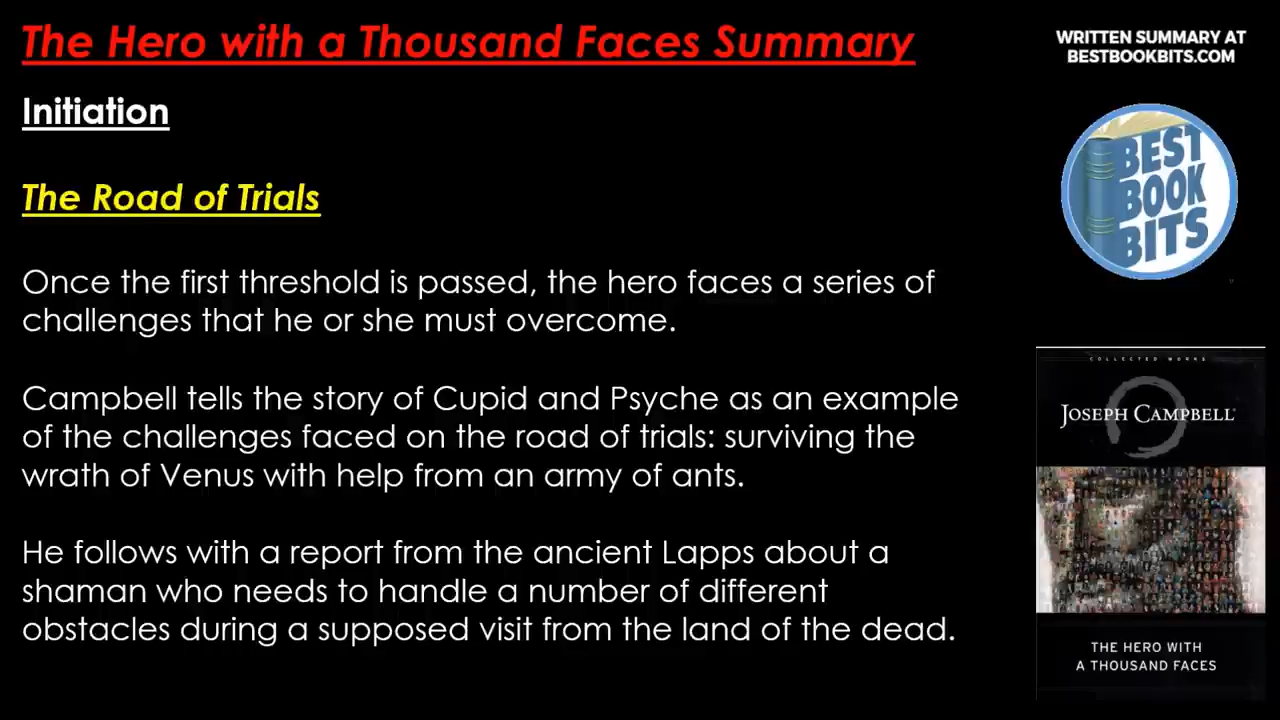 The Hero with a Thousand Faces Summary
WRITTEN SUMMARY AT
BESTBOOKBITS.COM
Initiation
BEST
BOOK
BITS
The Road of Trials
Once the first threshold is passed, the hero faces a series of
challenges that he or she must overcome.
Campbell tells the story of Cupid and Psyche as an example
of the challenges faced on the road of trials: surviving the
wrath of Venus with help from an army of ants.
He follows with a report from the ancient Lapps about a
shaman who needs to handle a number of different
obstacles during a supposed visit from the land of the dead.
COLLECTED WORKS
JOSEPH CAMPBELL
THE HERO WITH
A THOUSAND FACES